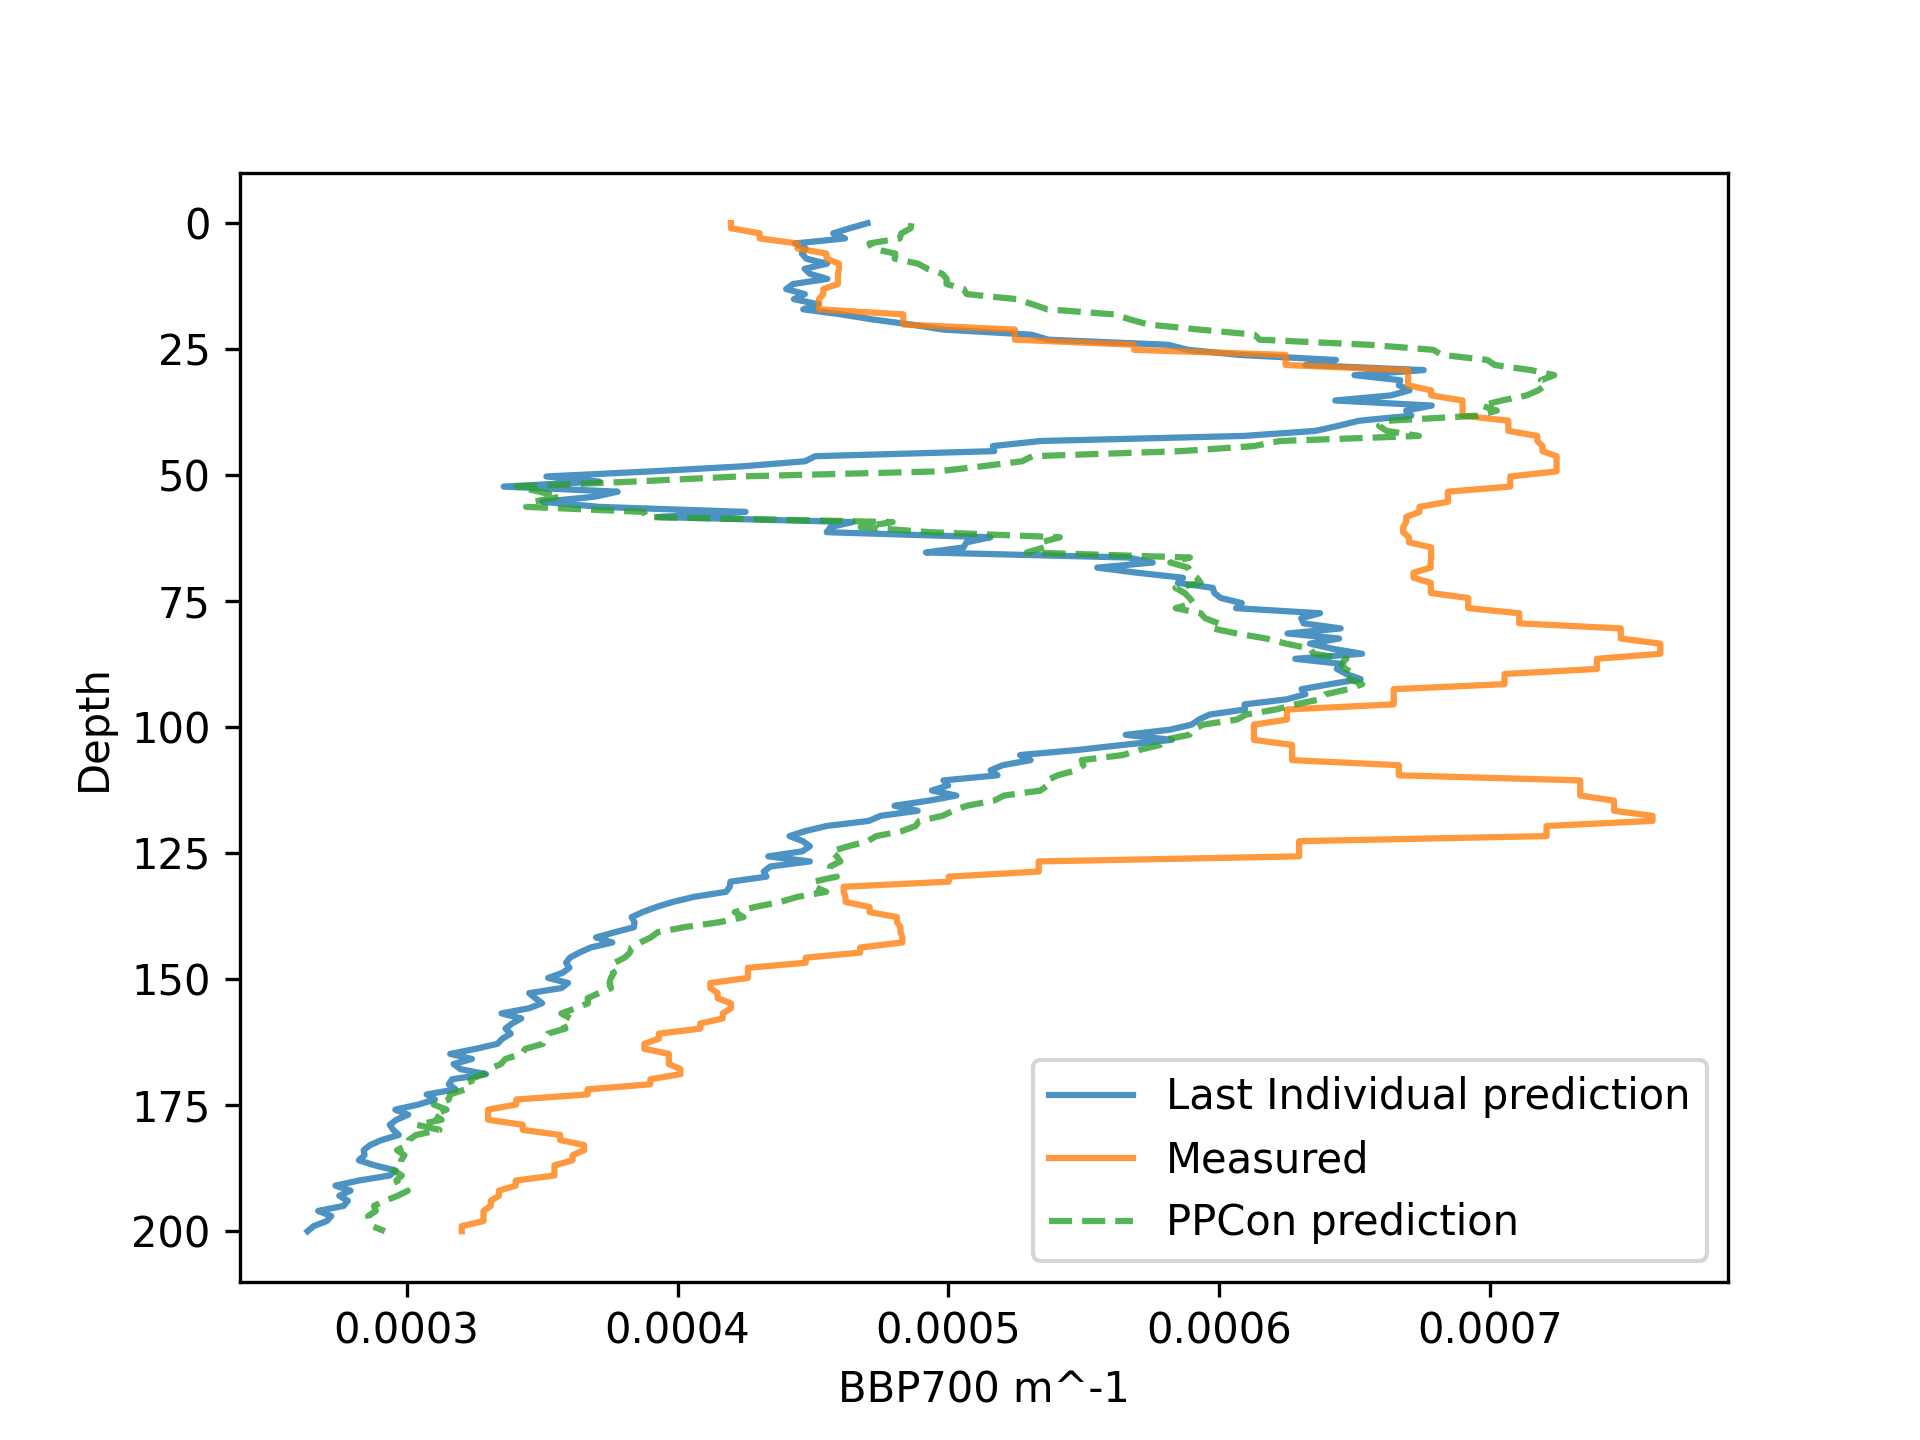 0
25
50
75
100
125
150
175
200
Depth
0.0003 0.0004 0.0005 0.0006 0.0007
BBP700 m^-1
Last Individual prediction
Measured
PPCon prediction